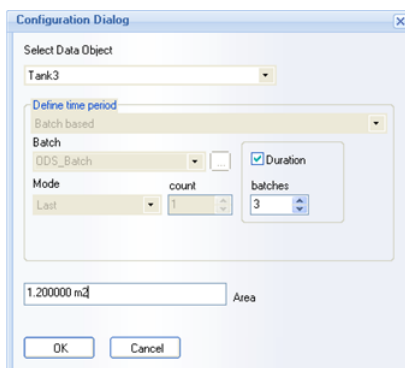 Configuration Dialog
Select Data Object
Tank3
Define time period
Batch based
Batch
ODS_Batch
...
Duration
Mode
count
batches
Last
1
3
1.200000 m2
Area
OK
Cancel